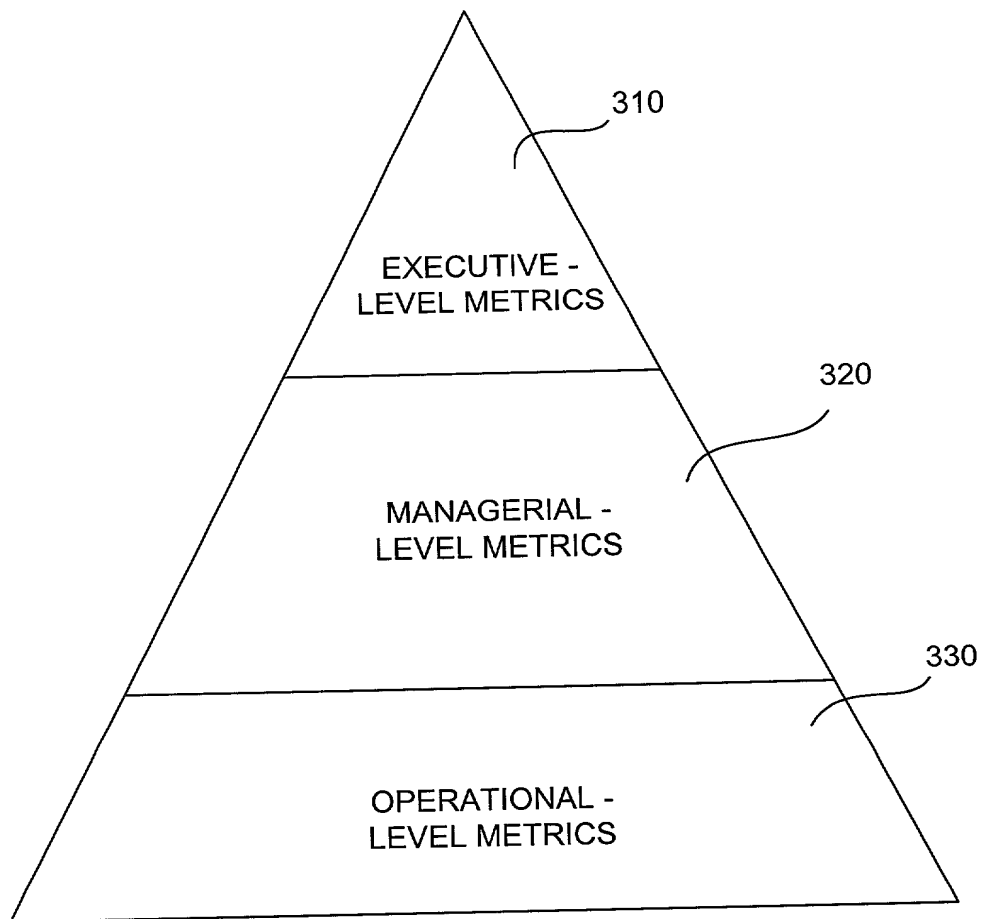 310
EXECUTIVE -
LEVEL METRICS
320
MANAGERIAL -
LEVEL METRICS
330
OPERATIONAL -
LEVEL METRICS